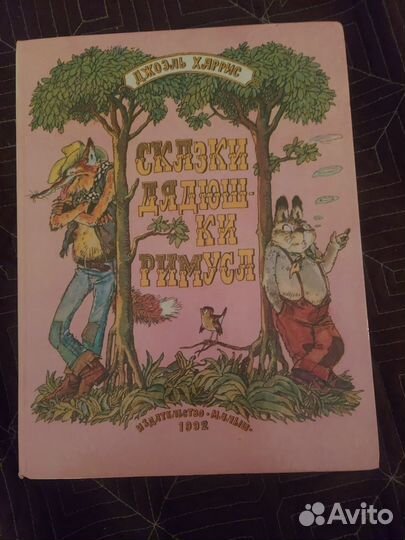 ДЖОЭЛЬ ХАРРИС
СКАЗКИ
ДЯДЮШ-
КИ
РИМУСА
ИЗДАТЕЛЬСТВО «МАЛЫШ»
1992
Avito